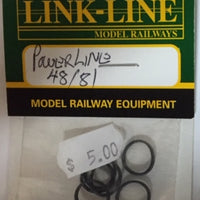 LINK-LINE
MODEL RAILWAYS
POWERLINE
48/81
MODEL RAILWAY EQUIPMENT
$ 5.00